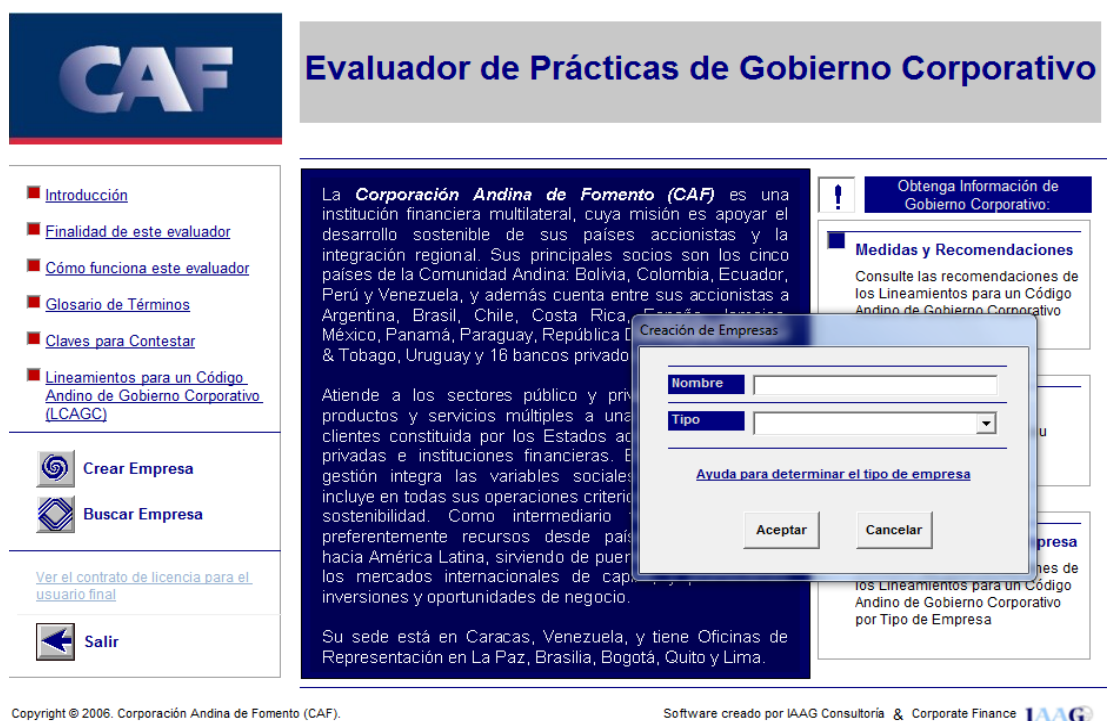 CAF
Evaluador de Prácticas de Gobierno Corporativo
Introducción
Finalidad de este evaluador
Cómo funciona este evaluador
Glosario de Términos
Claves para Contestar
Lineamientos para un Código
Andino de Gobierno Corporativo
(LCAGC)
Crear Empresa
Buscar Empresa
Ver el contrato de licencia para el
usuario final
Salir
La Corporación Andina de Fomento (CAF) es una
institución financiera multilateral, cuya misión es apoyar el
desarrollo sostenible de sus países accionistas y la
integración regional. Sus principales socios son los cinco
países de la Comunidad Andina: Bolivia, Colombia, Ecuador,
Perú y Venezuela, y además cuenta entre sus accionistas a
Argentina, Brasil, Chile, Costa Rica,
México, Panamá, Paraguay, República
& Tobago, Uruguay y 16 bancos privado
Atiende a los sectores público y
productos y servicios múltiples a una
clientes constituida por los Estados
privadas e instituciones financieras.
gestión integra las variables sociales
incluye en todas sus operaciones
sostenibilidad. Como intermediario
preferentemente recursos desde
hacia América Latina, sirviendo de
los mercados internacionales de
inversiones y oportunidades de negocio.
Su sede está en Caracas, Venezuela, y tiene Oficinas de
Representación en La Paz, Brasilia, Bogotá, Quito y Lima.
!
Obtenga Información de
Gobierno Corporativo:
Medidas y Recomendaciones
Consulte las recomendaciones de
los Lineamientos para un Código
Andino de Gobierno Corporativo
Creación de Empresas
Nombre
Tipo
Ayuda para determinar el tipo de empresa
Aceptar
Cancelar
u
presa
nes de
los Lineamientos para un Código
Andino de Gobierno Corporativo
por Tipo de Empresa
Copyright © 2006. Corporación Andina de Fomento (CAF).
Software creado por IAAG Consultoría & Corporate Finance
IAAG